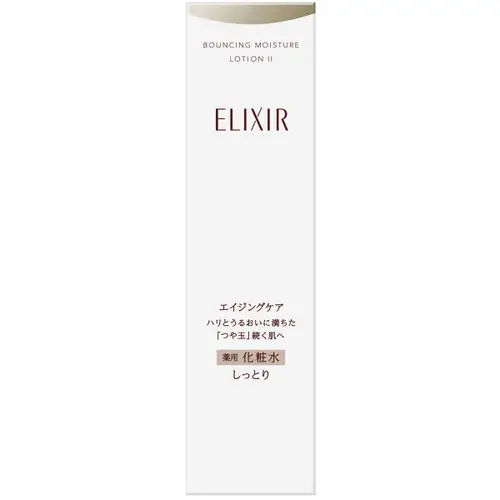 BOUNCING MOISTURE
LOTION II
ELIXIR
エイジングケア
ハリとうるおいに満ちた
「つや玉」続く肌へ
薬用 化粧水
しっとり